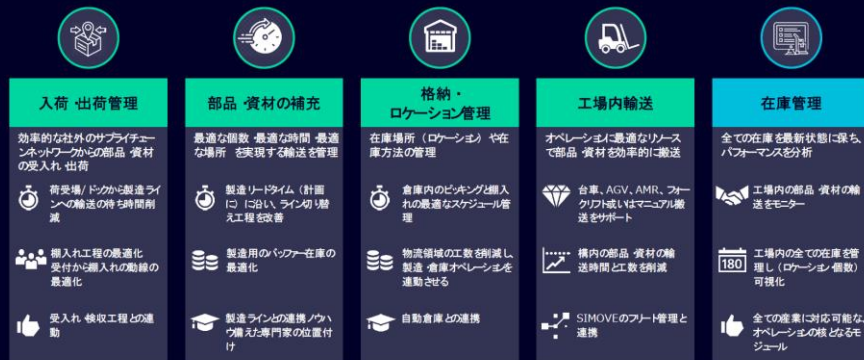 入荷・出荷管理
効率的な社外のサプライチェー
ンネットワークからの部品・資材
の受入れ・出荷
荷受場/ドックから製造ライ
ンへの輸送の待ち時間削
減
棚入れ工程の最適化
受付から棚入れの動線の
最適化
受入れ・検収工程との連
動
部品・資材の補充
最適な個数・最適な時間・最適
な場所 を実現する輸送を管理
製造リードタイム（計画
に）に沿い、ライン切り替
え工程を改善
製造用のバッファー在庫の
最適化
製造ラインとの連携ノウハ
ウ備えた専門家の位置付
け
格納・
ロケーション管理
在庫場所（ロケーション）や在
庫方法の管理
倉庫内のピッキングと棚入
れの最適なスケジュール管
理
物流領域の工数を削減し
製造・倉庫オペレーションを
連動させる
自動倉庫との連携
工場内輸送
オペレーションに最適なリソース
で部品・資材を効率的に搬送
台車、AGV、AMR、フォー
クリフト或いはマニュアル搬
送をサポート
構内の部品・資材の輸
送時間と工数を削減
SIMOVEのフリート管理と
連携
在庫管理
全ての在庫を最新状態に保ち、
パフォーマンスを分析
工場内の部品・資材の輸
送をモニター
180
工場内の全ての在庫を管
理し（ロケーション・個数）
可視化
全ての産業に対応可能な、
オペレーションの核となるモ
ジュール